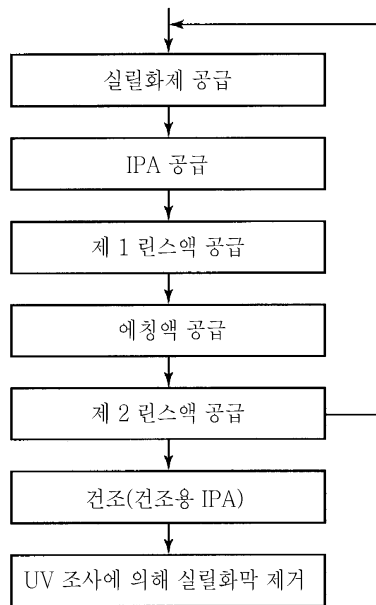 실릴화제 공급
IPA 공급
제 1 린스액 공급
에칭액 공급
제 2 린스액 공급
건조(건조용 IPA)
UV 조사에 의해 실릴화막 제거